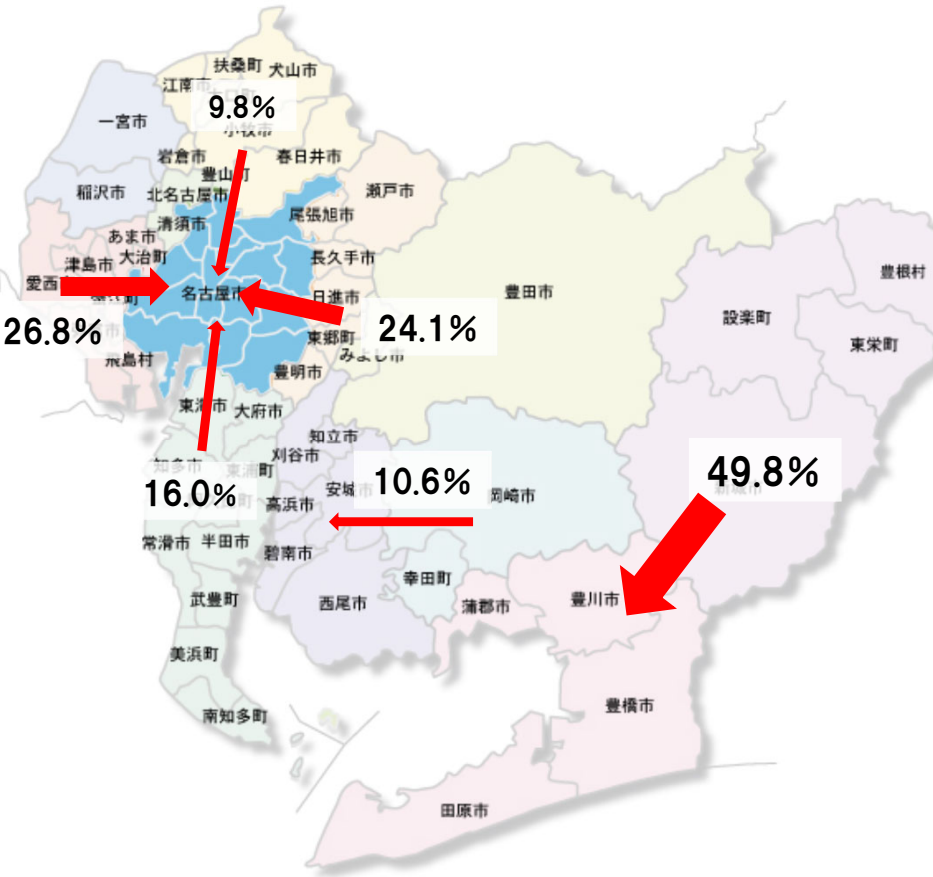 扶桑町
犬山市
江南市
9.8%
一宮市
小牧市
岩倉市
春日井市
豊山町
稲沢市
北名古屋市
瀬戸市
尾張旭市
清須市
あま市
大治町
長久手市
津島市
愛西
名古屋市
日進市
豊田市
豊根村
設楽町
26.8%
24.1%
東郷町
みよし市
東栄町
飛島村
豊明市
東海市
大府市
知立市
刈谷市
知多市
東浦町
安城市
10.6%
49.8%
16.0%
高浜市
岡崎市
新城市
常滑市
半田市
碧南市
幸田町
武豊町
西尾市
蒲郡市
豊川市
美浜町
南知多町
豊橋市
田原市